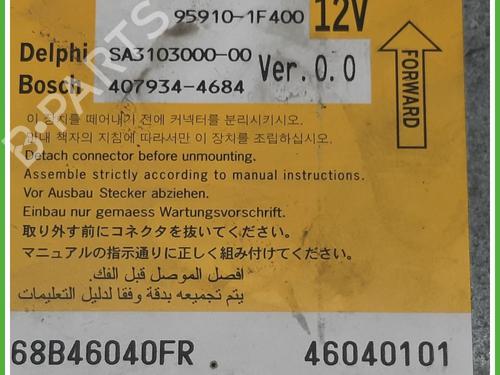 95910-1F400 12V
Delphi SA3103000-00
Bosch 407934-4684
Ver.0.0
FORWARD
이 장치를 떼어내기 전에 커넥터를 분리시키시오.
안내 책자의 지침에 따라서만 이 장치를 조립하십시오.
Detach connector before unmounting.
Assemble strictly according to manual instructions.
Vor Ausbau Stecker abziehen.
Einbau nur gemaess Wartungsvorschrift.
取り外す前にコネクタを抜いてください。
マニュアルの指示通りに正しく組み付けてください。
افصل الموصل قبل الفك.
يتم تجميعه بدقة وفقا لدليل التعليمات
68B46040FR 46040101
B-PARTS